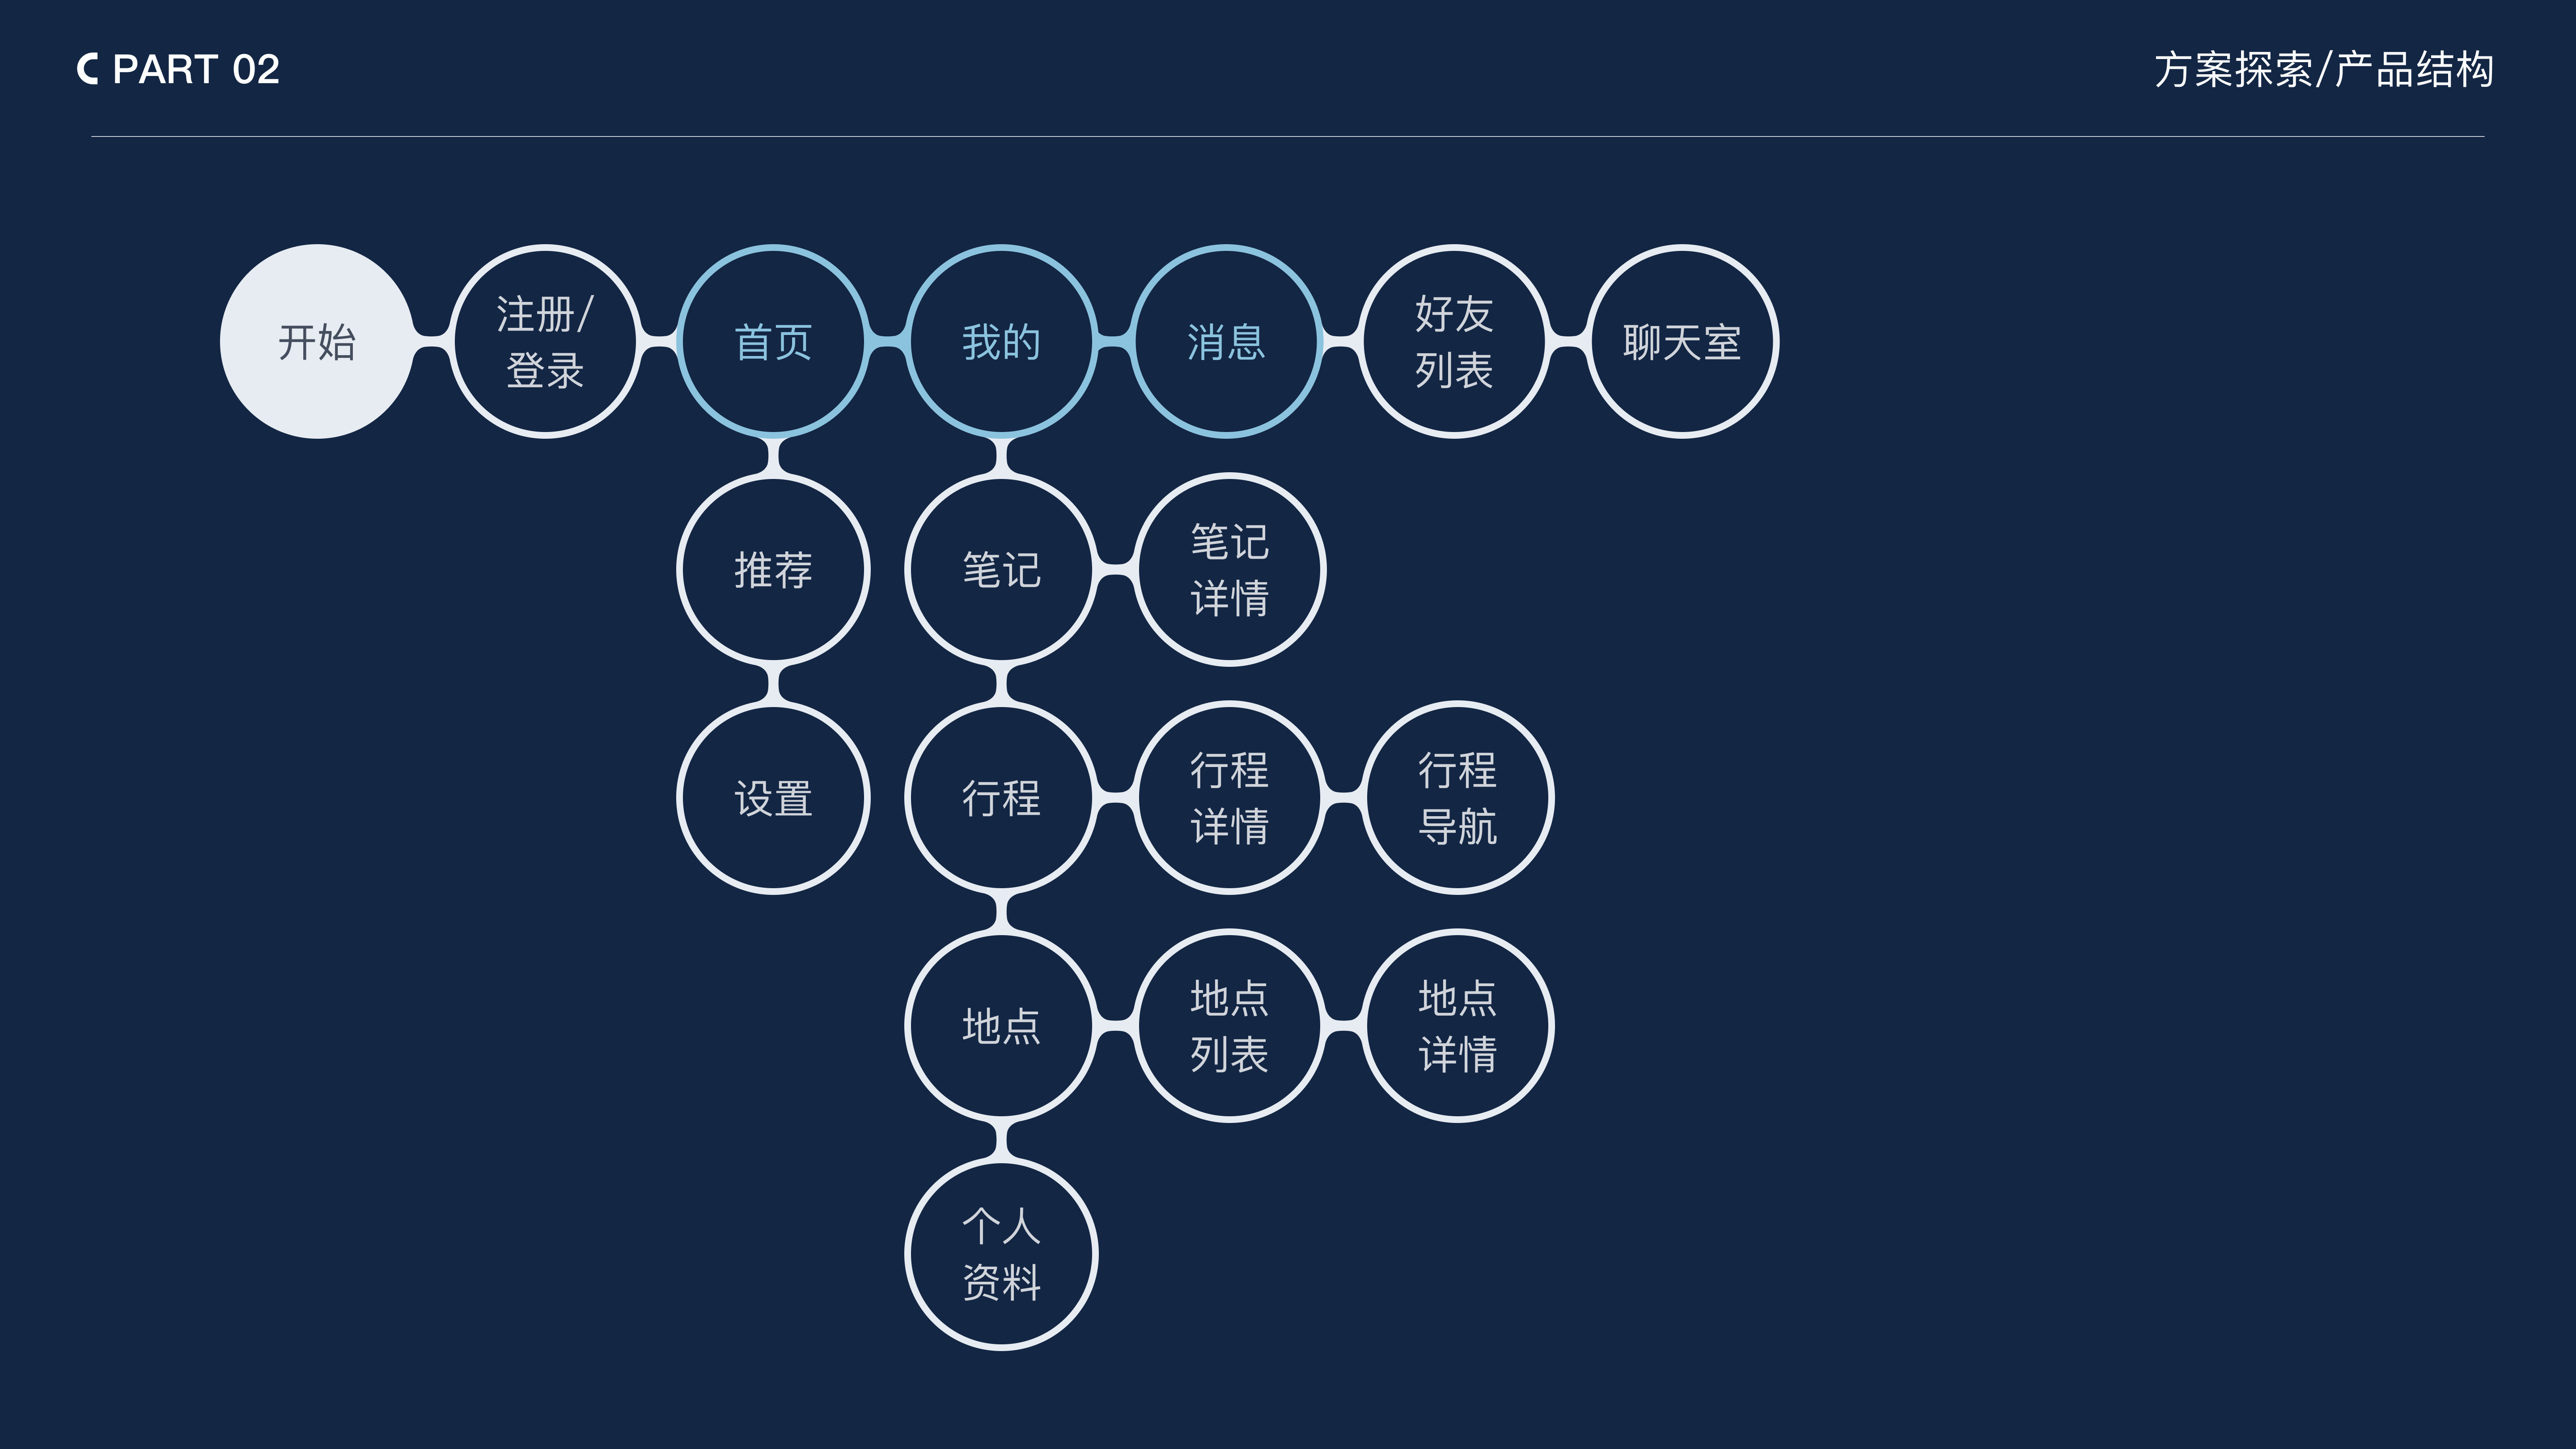 PART 02
方案探索/产品结构
开始
注册/
登录
首页
我的
消息
好友
列表
聊天室
推荐
笔记
笔记
详情
设置
行程
行程
详情
行程
导航
地点
地点
列表
地点
详情
个人
资料